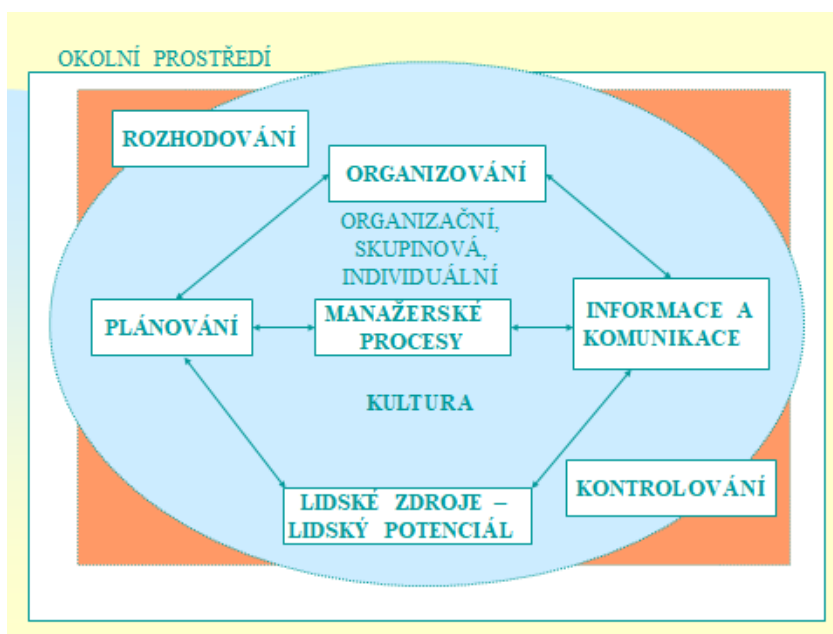 OKOLNÍ PROSTŘEDÍ
ROZHODOVÁNÍ
ORGANIZOVÁNÍ
ORGANIZAČNÍ,
SKUPINOVÁ,
INDIVIDUÁLNÍ
PLÁNOVÁNÍ
MANAŽERSKÉ
PROCESY
INFORMACE A
KOMUNIKACE
KULTURA
KONTROLOVÁNÍ
LIDSKÉ ZDROJE –
LIDSKÝ POTENCIÁL